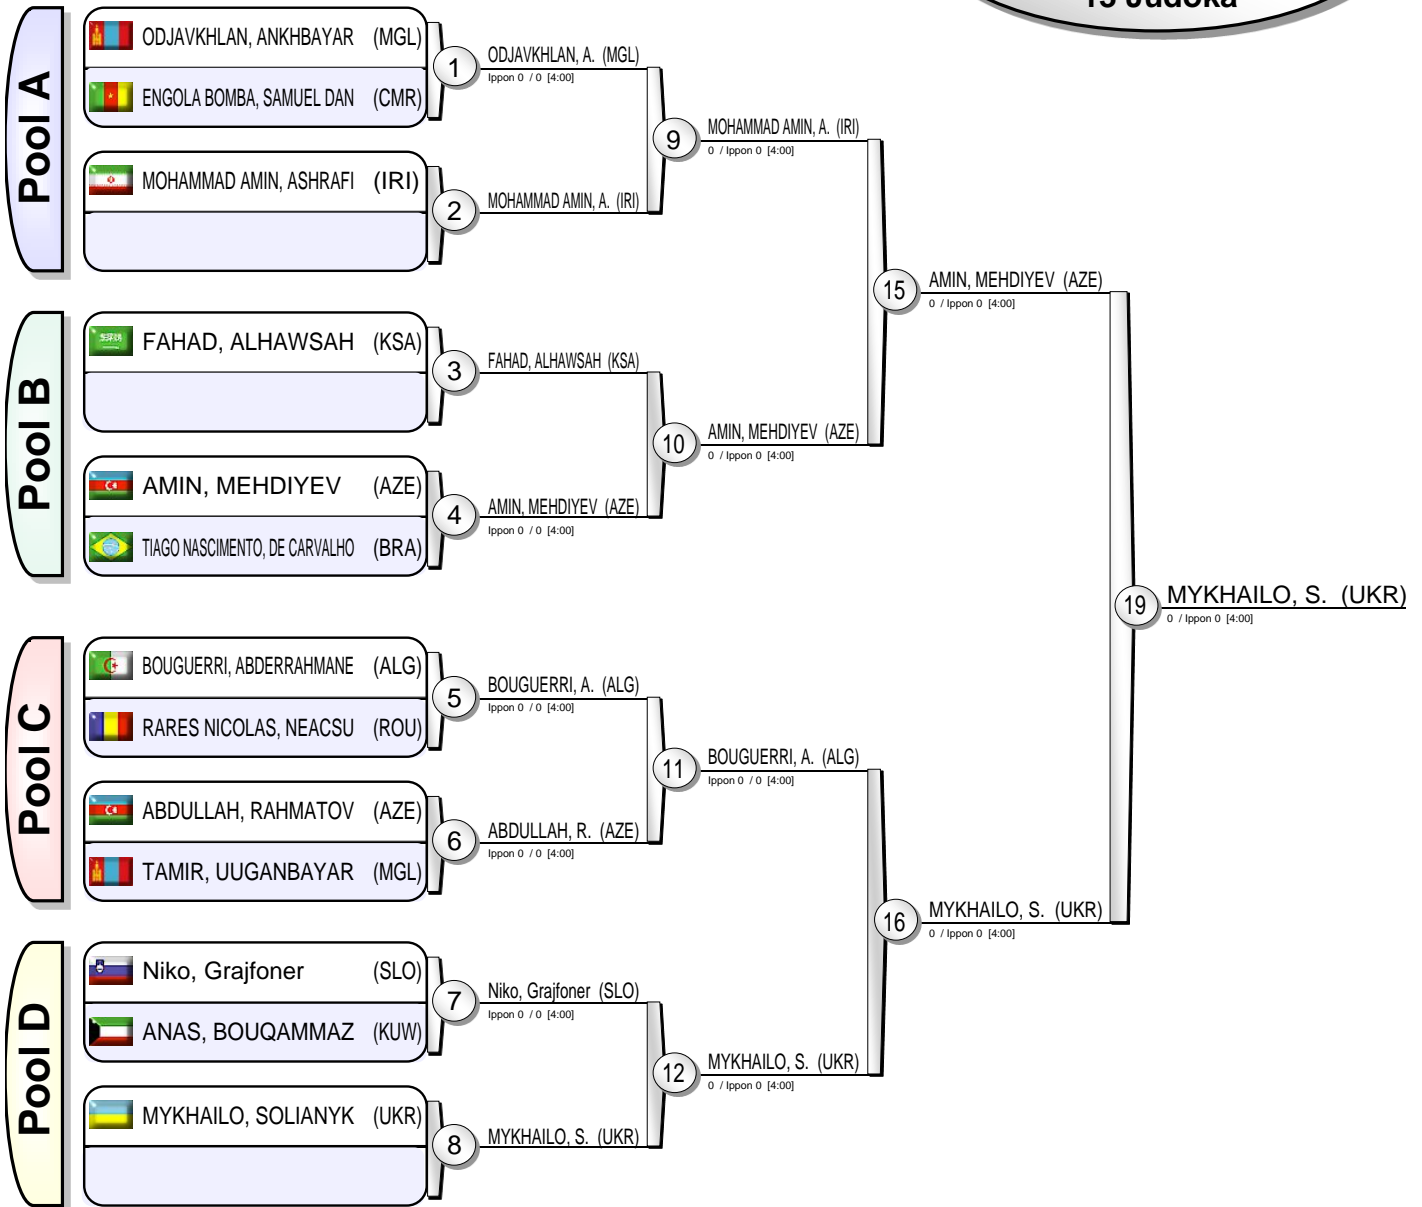 13 Judoka
Pool A
ODJAVKHLAN, ANKHBAYAR (MGL)
ENGOLA BOMBA, SAMUEL DAN (CMR)
MOHAMMAD AMIN, ASHRAFI (IRI)
1
ODJAVKHLAN, A. (MGL)
Ippon 0 / 0 [4:00]
2
MOHAMMAD AMIN, A. (IRI)
9
MOHAMMAD AMIN, A. (IRI)
0 / Ippon 0 [4:00]
Pool B
FAHAD, ALHAWSAH (KSA)
AMIN, MEHDIYEV (AZE)
TIAGO NASCIMENTO, DE CARVALHO (BRA)
3
FAHAD, ALHAWSAH (KSA)
4
AMIN, MEHDIYEV (AZE)
Ippon 0 / 0 [4:00]
10
AMIN, MEHDIYEV (AZE)
0 / Ippon 0 [4:00]
15
AMIN, MEHDIYEV (AZE)
0 / Ippon 0 [4:00]
Pool C
BOUGUERRI, ABDERRAHMANE (ALG)
RARES NICOLAS, NEACSU (ROU)
ABDULLAH, RAHMATOV (AZE)
TAMIR, UUGANBAYAR (MGL)
5
BOUGUERRI, A. (ALG)
Ippon 0 / 0 [4:00]
6
ABDULLAH, R. (AZE)
Ippon 0 / 0 [4:00]
11
BOUGUERRI, A. (ALG)
Ippon 0 / 0 [4:00]
Pool D
Niko, Grajfoner (SLO)
ANAS, BOUQAMMAZ (KUW)
MYKHAILO, SOLIANYK (UKR)
7
Niko, Grajfoner (SLO)
Ippon 0 / 0 [4:00]
8
MYKHAILO, S. (UKR)
12
MYKHAILO, S. (UKR)
0 / Ippon 0 [4:00]
16
MYKHAILO, S. (UKR)
0 / Ippon 0 [4:00]
19
MYKHAILO, S. (UKR)
0 / Ippon 0 [4:00]